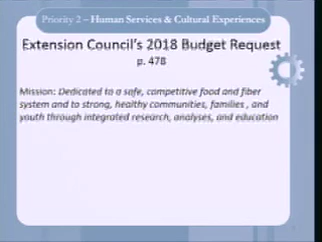 Priority 2 – Human Services & Cultural Experiences
Extension Council's 2018 Budget Request
p. 478
Mission: Dedicated to a safe, competitive food and fiber
system and to strong, healthy communities, families , and
youth through integrated research, analyses, and education